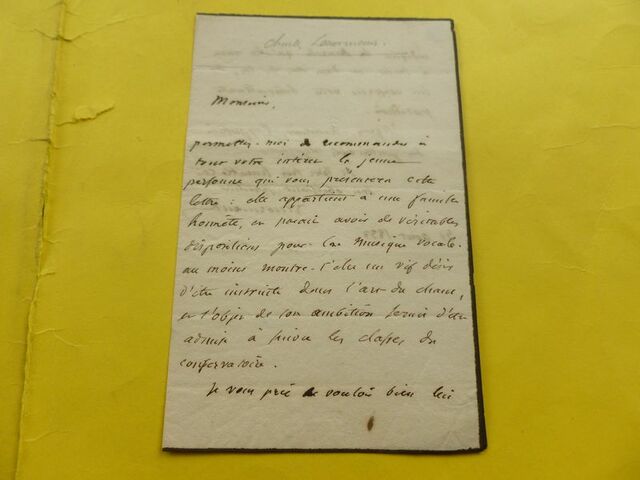 Charles Lenormant.
Monsieur,
permettez-moi de recommander à
tout votre intérêt la jeune
personne qui vous présentera cette
lettre : elle appartient à une famille
honnête, et paraît avoir de véritables
dispositions pour la musique vocale.
au moins montre-t'elle un vif désir
d'être instruite dans l'art du chant,
et l'objet de son ambition serait d'être
admise à suivre les classes du
conservatoire.
Je vous prie de vouloir bien lui